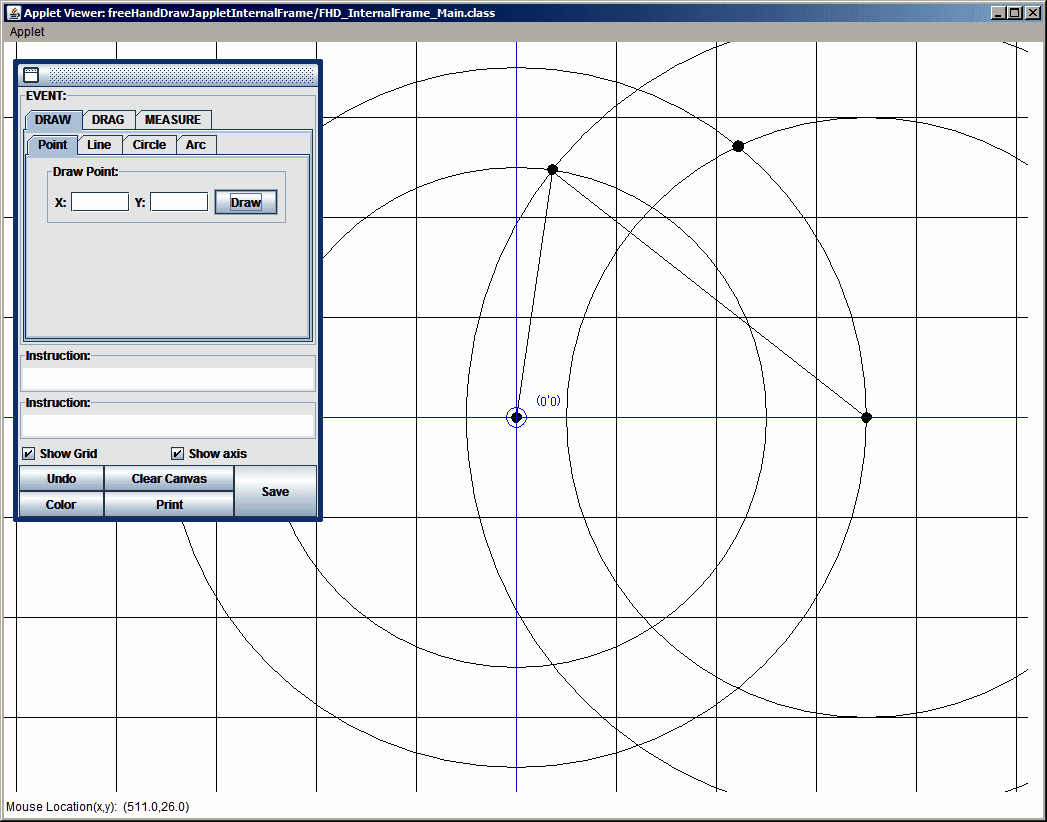 Applet Viewer: freeHandDrawJappletInternalFrame/FHD_InternalFrame_Main.class
Applet
EVENT:
DRAW DRAG MEASURE
Point Line Circle Arc
Draw Point:
X: Y: Draw
(0'0)
Instruction:
Instruction:
Show Grid Show axis
Undo Clear Canvas Save
Color Print
Mouse Location(x,y): (511.0,26.0)